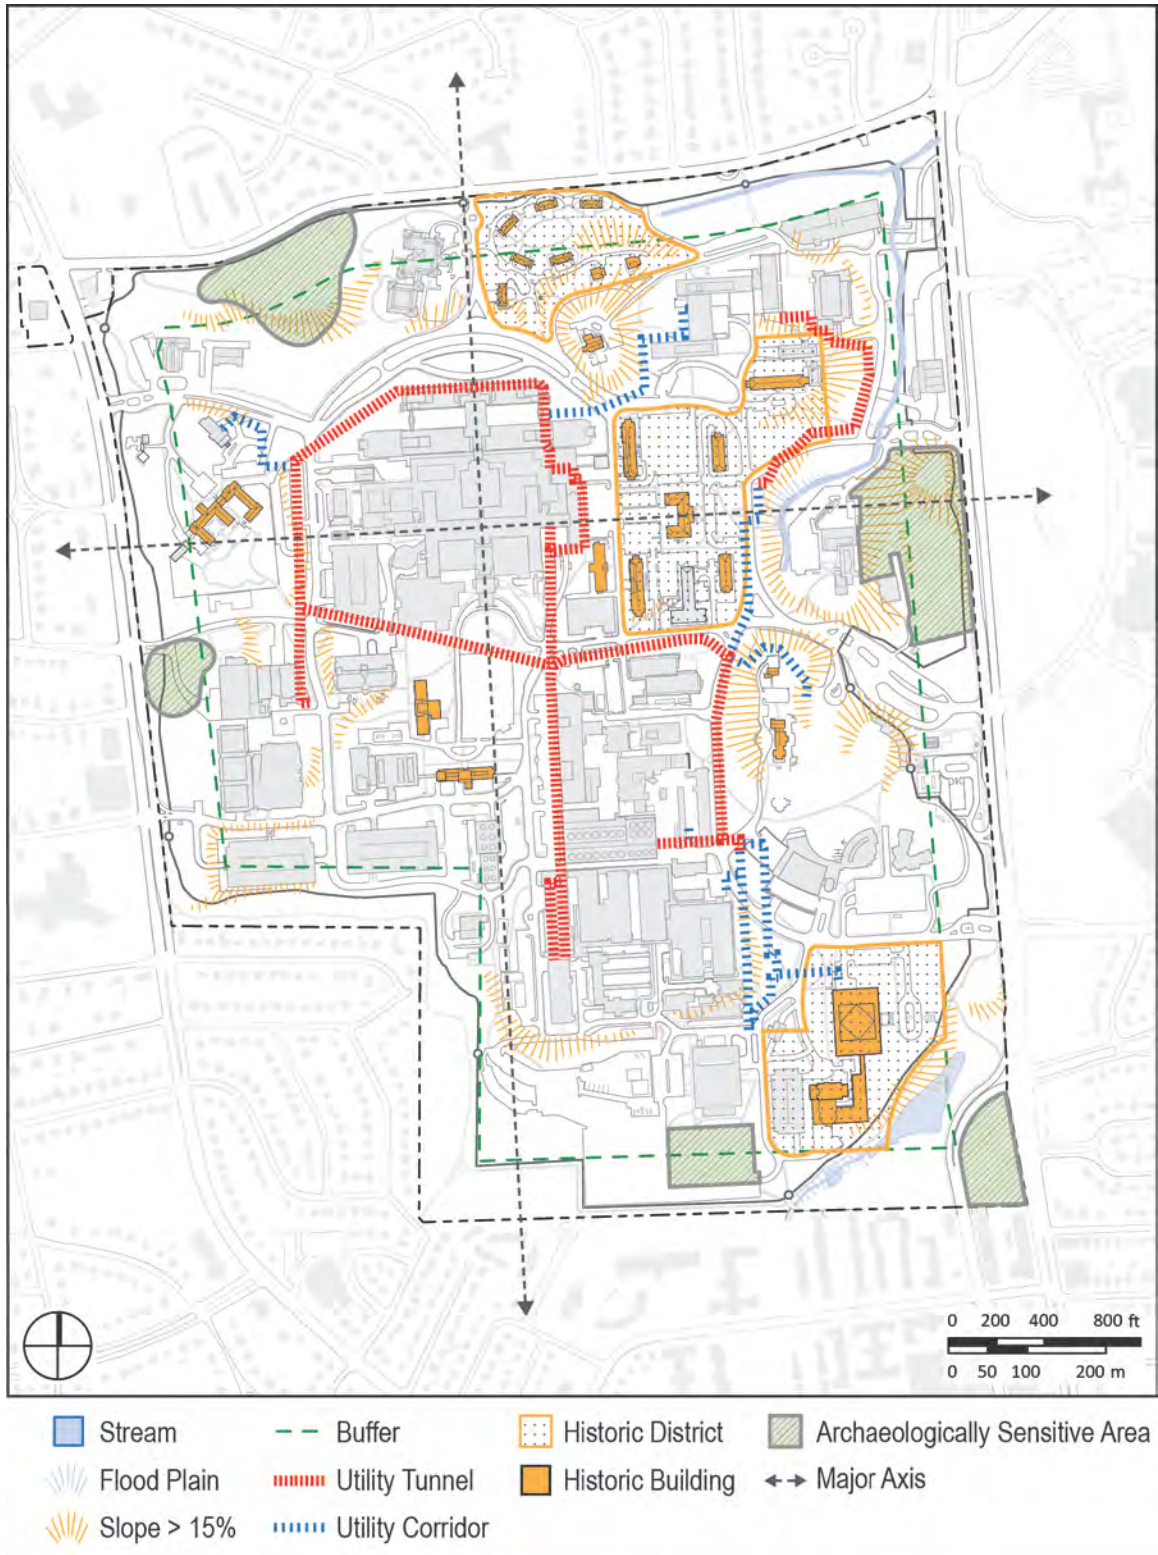 0 200 400 800 ft
0 50 100 200 m
Stream
Buffer
Historic District
Archaeologically Sensitive Area
Flood Plain
Utility Tunnel
Historic Building
Major Axis
Slope > 15%
Utility Corridor